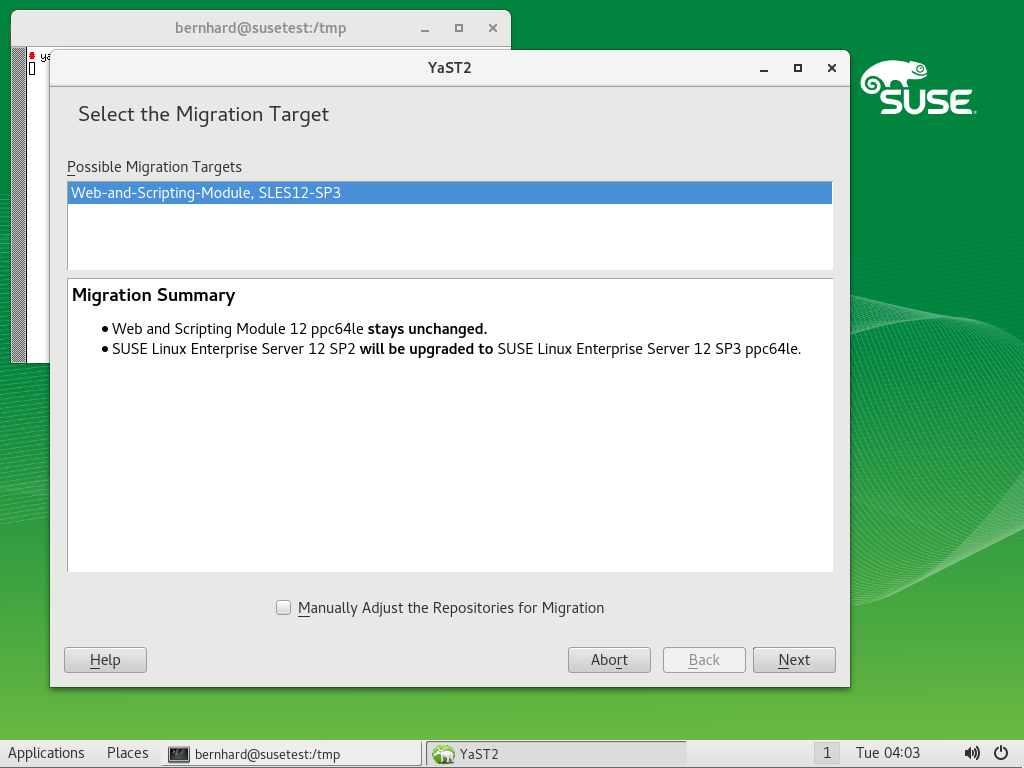 bernhard@susetest:/tmp
YaST2
SUSE
Select the Migration Target
Possible Migration Targets
Web-and-Scripting-Module, SLES12-SP3
Migration Summary
• Web and Scripting Module 12 ppc64le stays unchanged.
• SUSE Linux Enterprise Server 12 SP2 will be upgraded to SUSE Linux Enterprise Server 12 SP3 ppc64le.
Manually Adjust the Repositories for Migration
Help Abort Back Next
Applications Places bernhard@susetest:/tmp YaST2 1 Tue 04:03